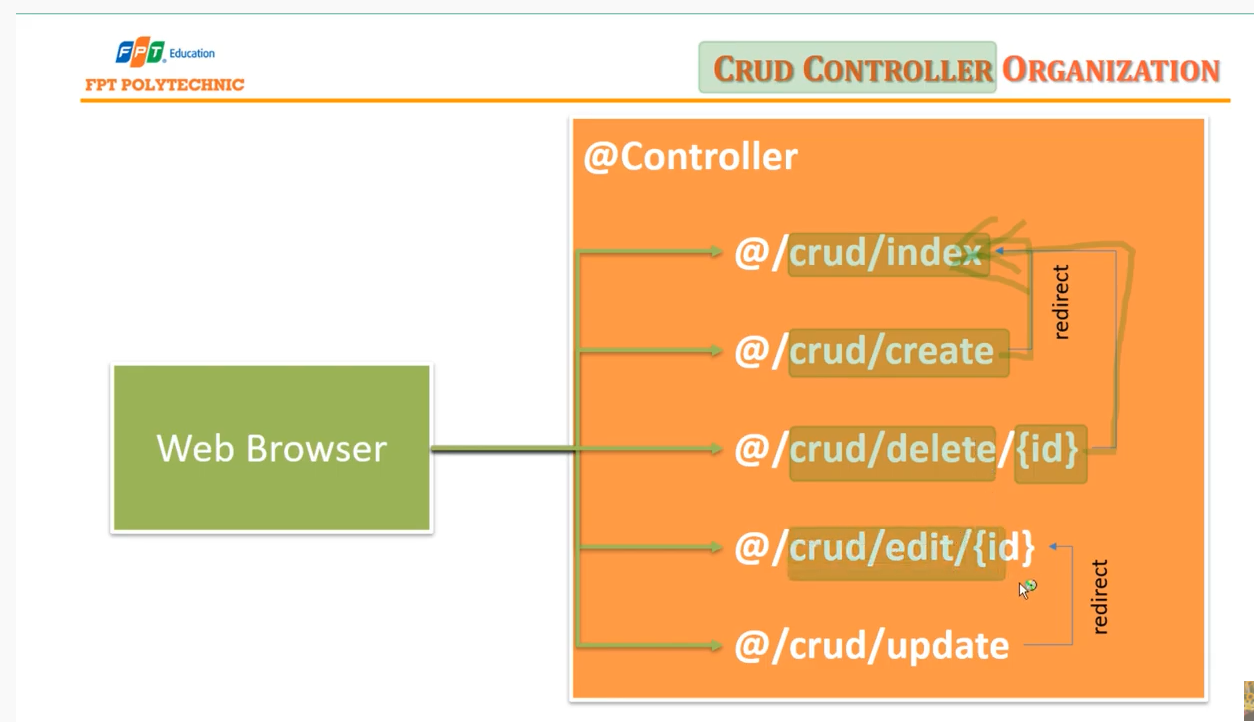 FPT Education
FPT POLYTECHNIC
CRUD CONTROLLER ORGANIZATION
@Controller
@/crud/index
redirect
@/crud/create
Web Browser
@/crud/delete/{id}
@/crud/edit/{id}
redirect
@/crud/update